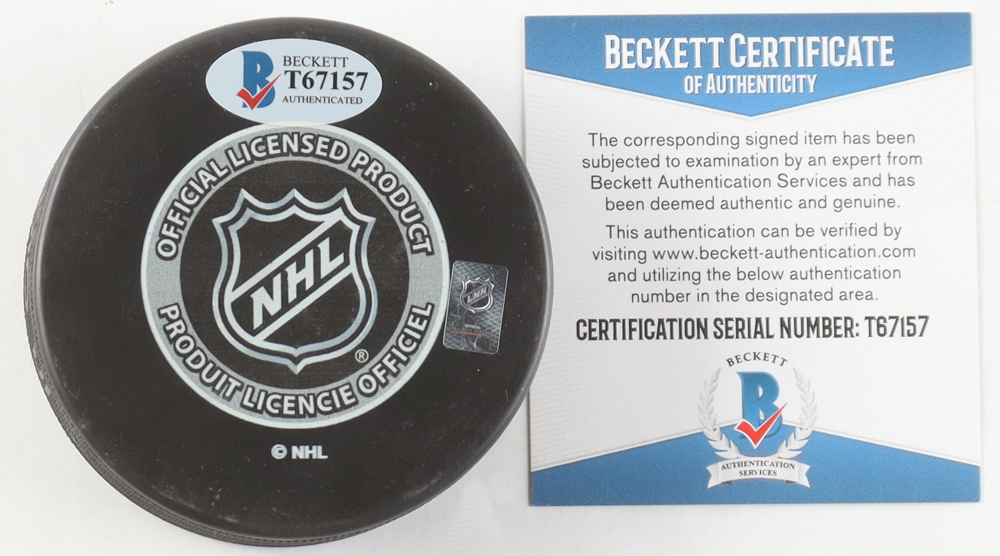 BECKETT
T67157
AUTHENTICATED
OFFICIAL LICENSED PRODUCT
NHL
®
PRODUIT LICENCIE OFFICIEL
© NHL
BECKETT CERTIFICATE
OF AUTHENTICITY
The corresponding signed item has been
subjected to examination by an expert from
Beckett Authentication Services and has
been deemed authentic and genuine.
This authentication can be verified by
visiting www.beckett-authentication.com
and utilizing the below authentication
number in the designated area.
CERTIFICATION SERIAL NUMBER: T67157
BECKETT
B
AUTHENTICATION
SERVICES